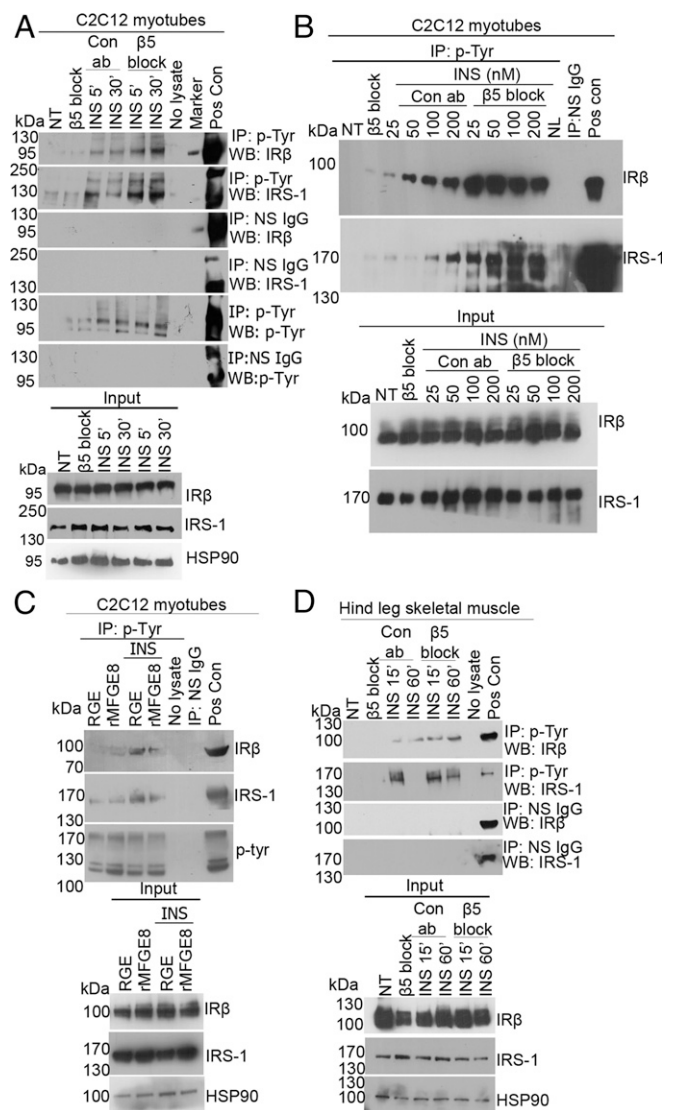 A
C2C12 myotubes
Con ab
β5 block
kDa
NT
β5 block
INS 5'
INS 30'
INS 5'
INS 30'
No lysate
Marker
Pos Con
130
95
IP: p-Tyr
WB: IRβ
250
130
IP: p-Tyr
WB: IRS-1
130
95
IP: NS IgG
WB: IRβ
250
130
IP: NS IgG
WB: IRS-1
130
95
IP: p-Tyr
WB: p-Tyr
130
95
IP:NS IgG
WB:p-Tyr
Input
kDa
NT
β5 block
INS 5'
INS 30'
INS 5'
INS 30'
95
IRβ
250
130
IRS-1
95
HSP90
B
C2C12 myotubes
IP: p-Tyr
INS (nM)
Con ab
β5 block
kDa
NT
β5 block
25
50
100
200
25
50
100
200
NL
IP:NS IgG
Pos con
100
IRβ
170
130
IRS-1
Input
INS (nM)
Con ab
β5 block
kDa
NT
β5 block
25
50
100
200
25
50
100
200
100
IRβ
170
IRS-1
C
C2C12 myotubes
IP: p-Tyr
INS
kDa
RGE
rMFGE8
RGE
rMFGE8
No lysate
IP: NS IgG
Pos Con
100
70
IRβ
170
130
IRS-1
170
130
100
p-tyr
Input
INS
kDa
RGE
rMFGE8
RGE
rMFGE8
100
IRβ
170
130
IRS-1
100
HSP90
D
Hind leg skeletal muscle
Con ab
β5 block
kDa
NT
β5 block
INS 15'
INS 60'
INS 15'
INS 60'
No lysate
Pos Con
130
100
IP: p-Tyr
WB: IRβ
170
130
IP: p-Tyr
WB: IRS-1
130
100
IP: NS IgG
WB: IRβ
170
130
IP: NS IgG
WB: IRS-1
Input
Con ab
β5 block
kDa
NT
β5 block
INS 15'
INS 60'
INS 15'
INS 60'
130
100
IRβ
170
130
IRS-1
130
100
HSP90